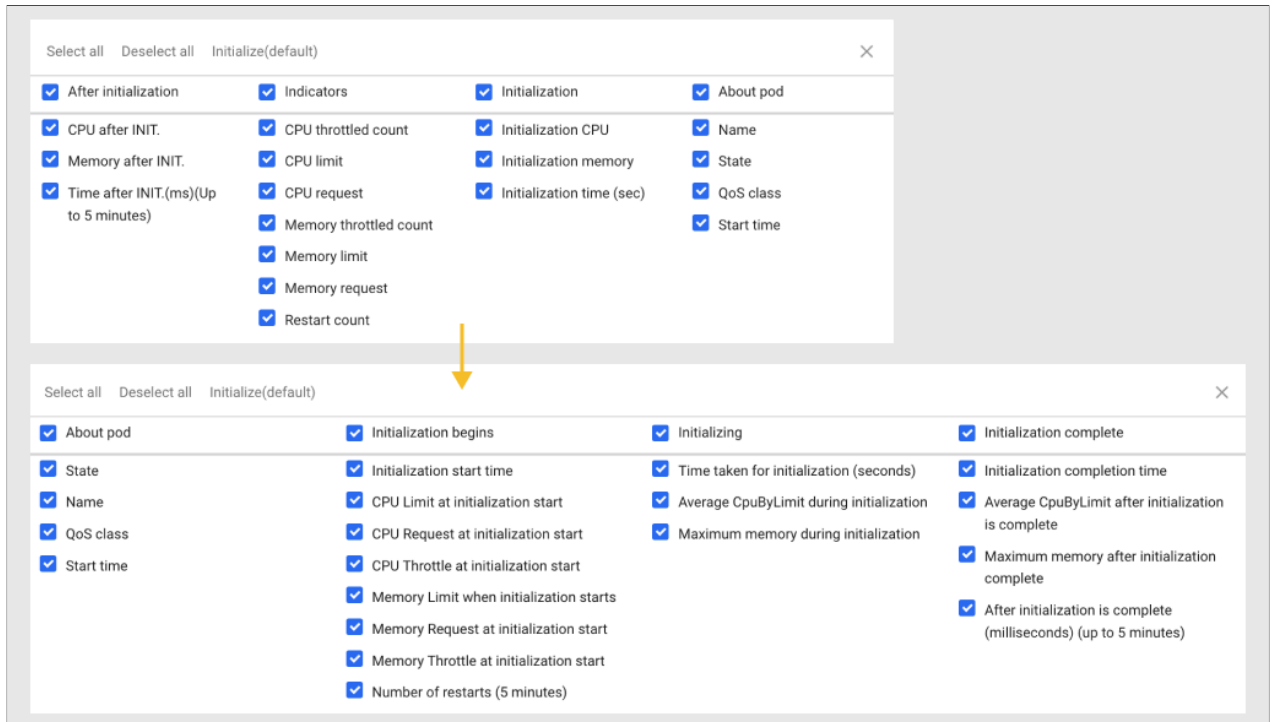 Select all Deselect all Initialize(default)
After initialization Indicators Initialization About pod
CPU after INIT. CPU throttled count Initialization CPU Name
Memory after INIT. CPU limit Initialization memory State
Time after INIT.(ms)(Up CPU request Initialization time (sec) QoS class
to 5 minutes)
Memory throttled count Start time
Memory limit
Memory request
Restart count
Select all Deselect all Initialize(default)
About pod Initialization begins Initializing Initialization complete
State Initialization start time Time taken for initialization (seconds) Initialization completion time
Name CPU Limit at initialization start Average CpuByLimit during initialization Average CpuByLimit after initialization
is complete
QoS class CPU Request at initialization start Maximum memory during initialization
Maximum memory after initialization
Start time CPU Throttle at initialization start
complete
Memory Limit when initialization starts
After initialization is complete
Memory Request at initialization start
(milliseconds) (up to 5 minutes)
Memory Throttle at initialization start
Number of restarts (5 minutes)